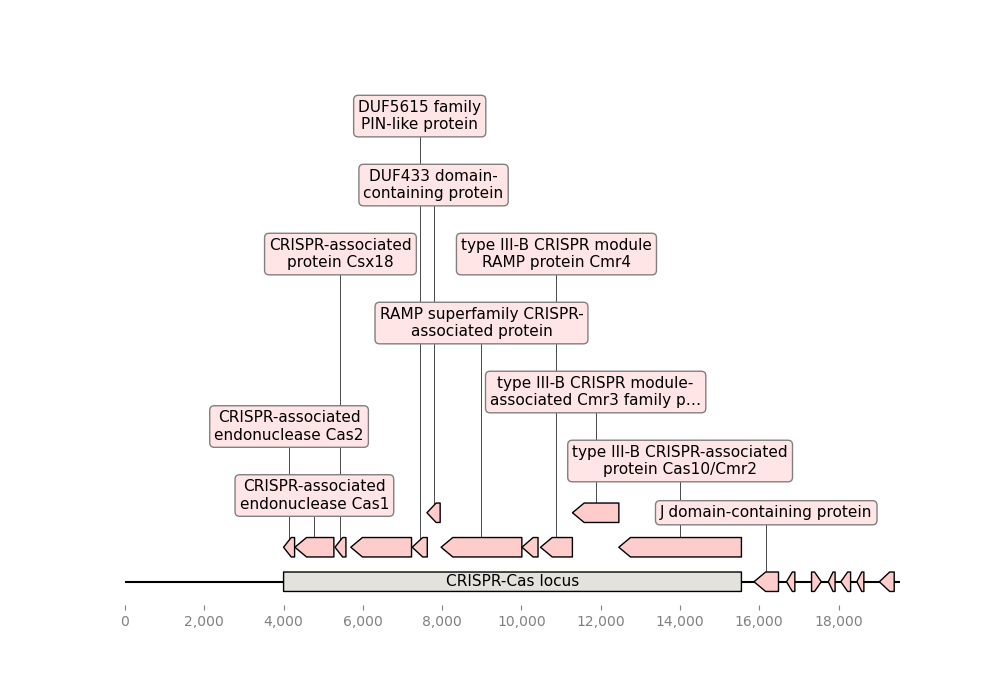 DUF5615 family
PIN-like protein
DUF433 domain-
containing protein
CRISPR-associated
protein Csx18
type III-B CRISPR module
RAMP protein Cmr4
RAMP superfamily CRISPR-
associated protein
type III-B CRISPR module-
associated Cmr3 family p...
CRISPR-associated
endonuclease Cas2
type III-B CRISPR-associated
protein Cas10/Cmr2
CRISPR-associated
endonuclease Cas1
J domain-containing protein
CRISPR-Cas locus
0 2,000 4,000 6,000 8,000 10,000 12,000 14,000 16,000 18,000